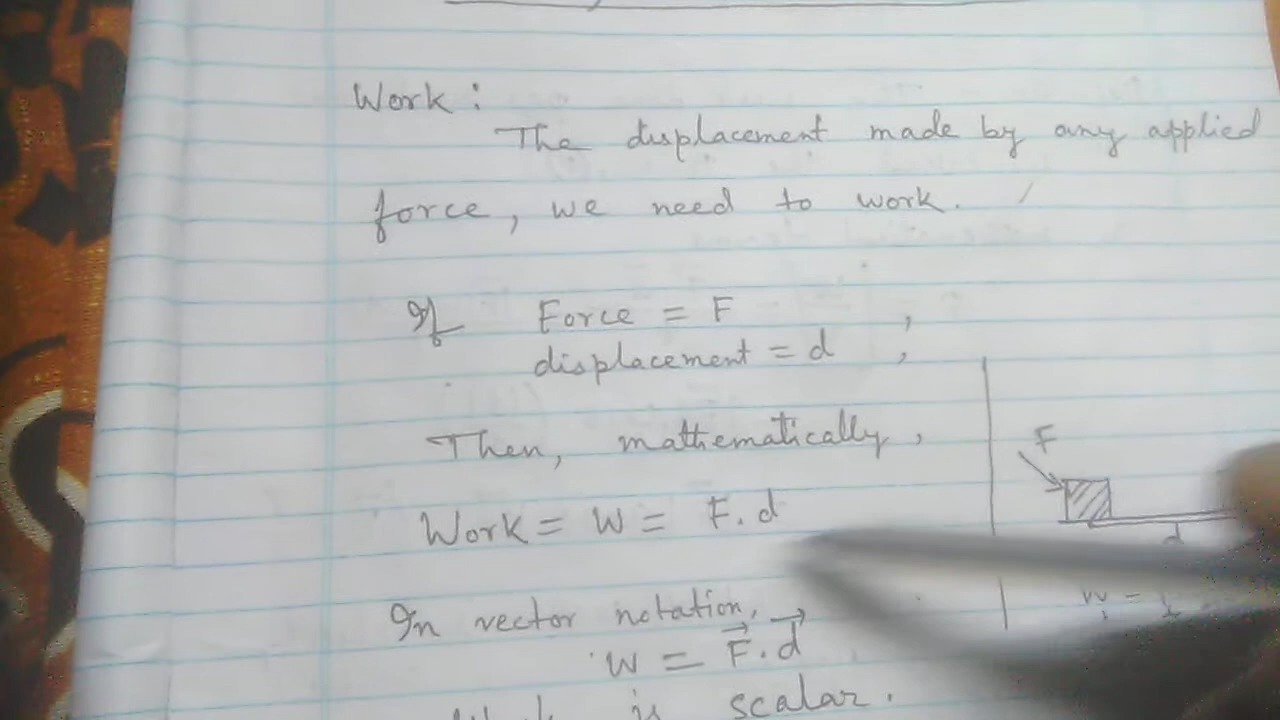 Work :
The displacement made by any applied
force, we need to work.
If Force = F ,
displacement = d ,
Then, mathematically,
F
Work = W = F.d
d
In vector notation,
W = F⃗.d⃗
is scalar.